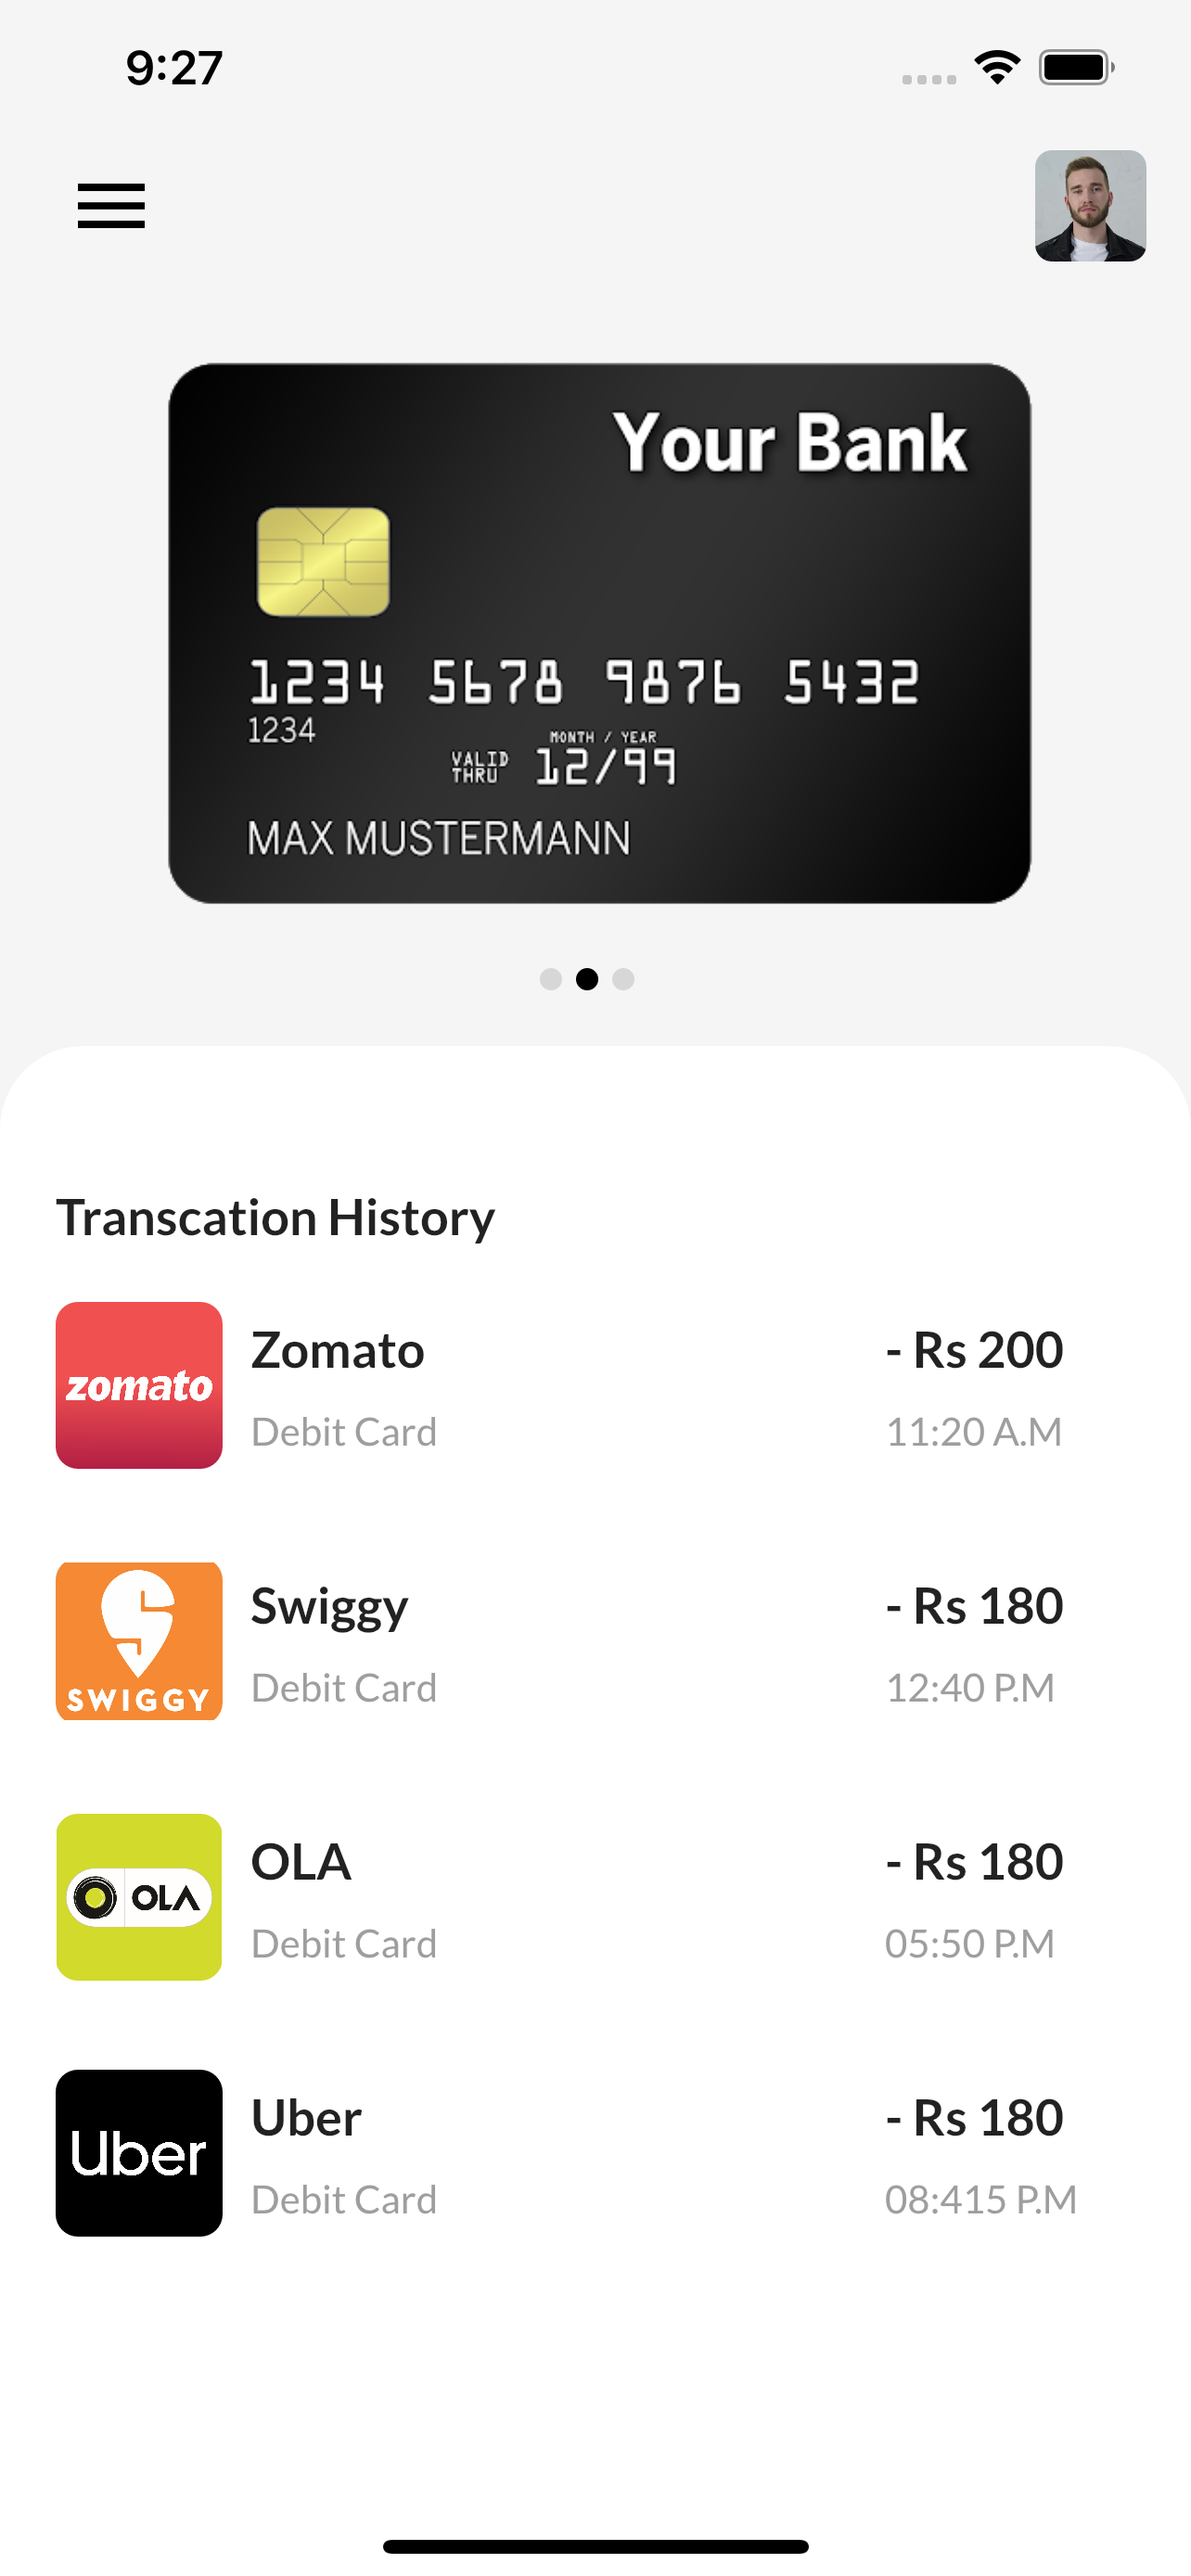 9:27
Your Bank
1234 5678 9876 5432
1234
MONTH / YEAR
VALID
THRU
12/99
MAX MUSTERMANN
Transcation History
zomato
Zomato
- Rs 200
Debit Card
11:20 A.M
SWIGGY
Swiggy
- Rs 180
Debit Card
12:40 P.M
OLA
OLA
- Rs 180
Debit Card
05:50 P.M
Uber
Uber
- Rs 180
Debit Card
08:415 P.M